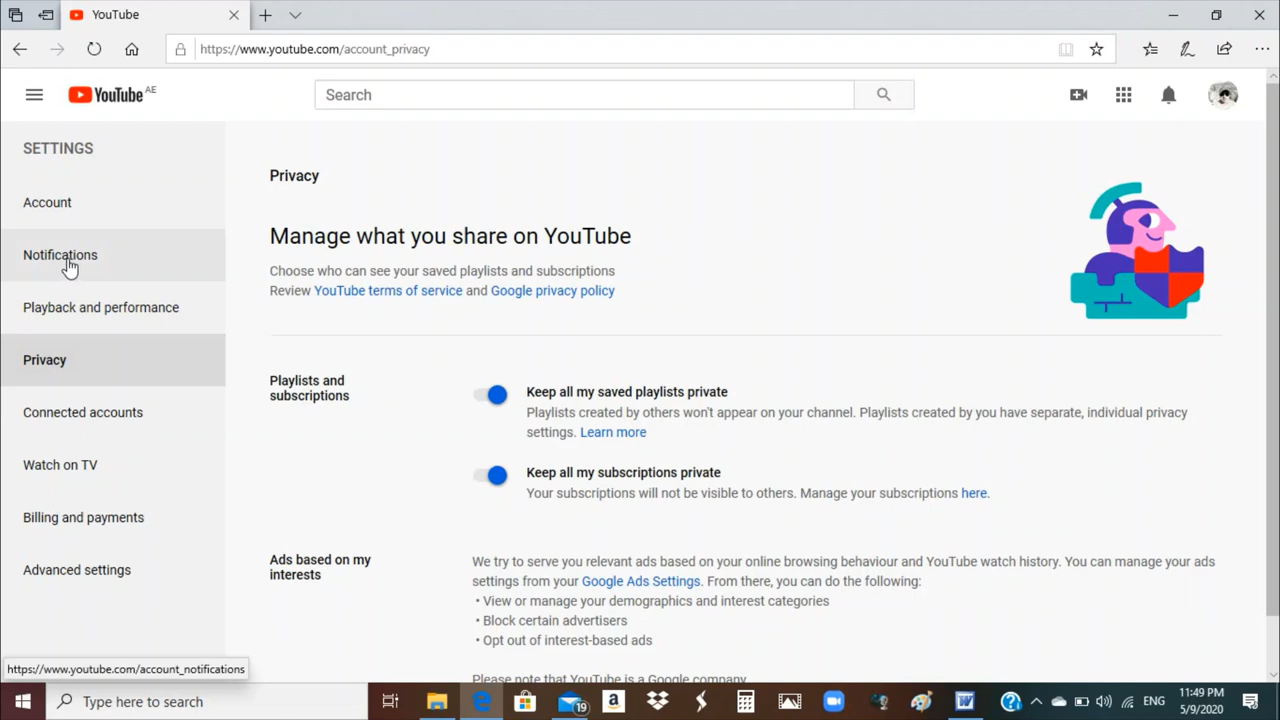 YouTube
https://www.youtube.com/account_privacy
YouTube AE
Search
SETTINGS
Account
Notifications
Playback and performance
Privacy
Connected accounts
Watch on TV
Billing and payments
Advanced settings
Privacy
Manage what you share on YouTube
Choose who can see your saved playlists and subscriptions
Review YouTube terms of service and Google privacy policy
Playlists and
subscriptions
Keep all my saved playlists private
Playlists created by others won't appear on your channel. Playlists created by you have separate, individual privacy
settings. Learn more
Keep all my subscriptions private
Your subscriptions will not be visible to others. Manage your subscriptions here.
Ads based on my
interests
We try to serve you relevant ads based on your online browsing behaviour and YouTube watch history. You can manage your ads
settings from your Google Ads Settings. From there, you can do the following:
• View or manage your demographics and interest categories
• Block certain advertisers
• Opt out of interest-based ads
Please note that YouTube is a Google company
https://www.youtube.com/account_notifications
Type here to search
a
19
W
?
ENG
11:49 PM
5/9/2020